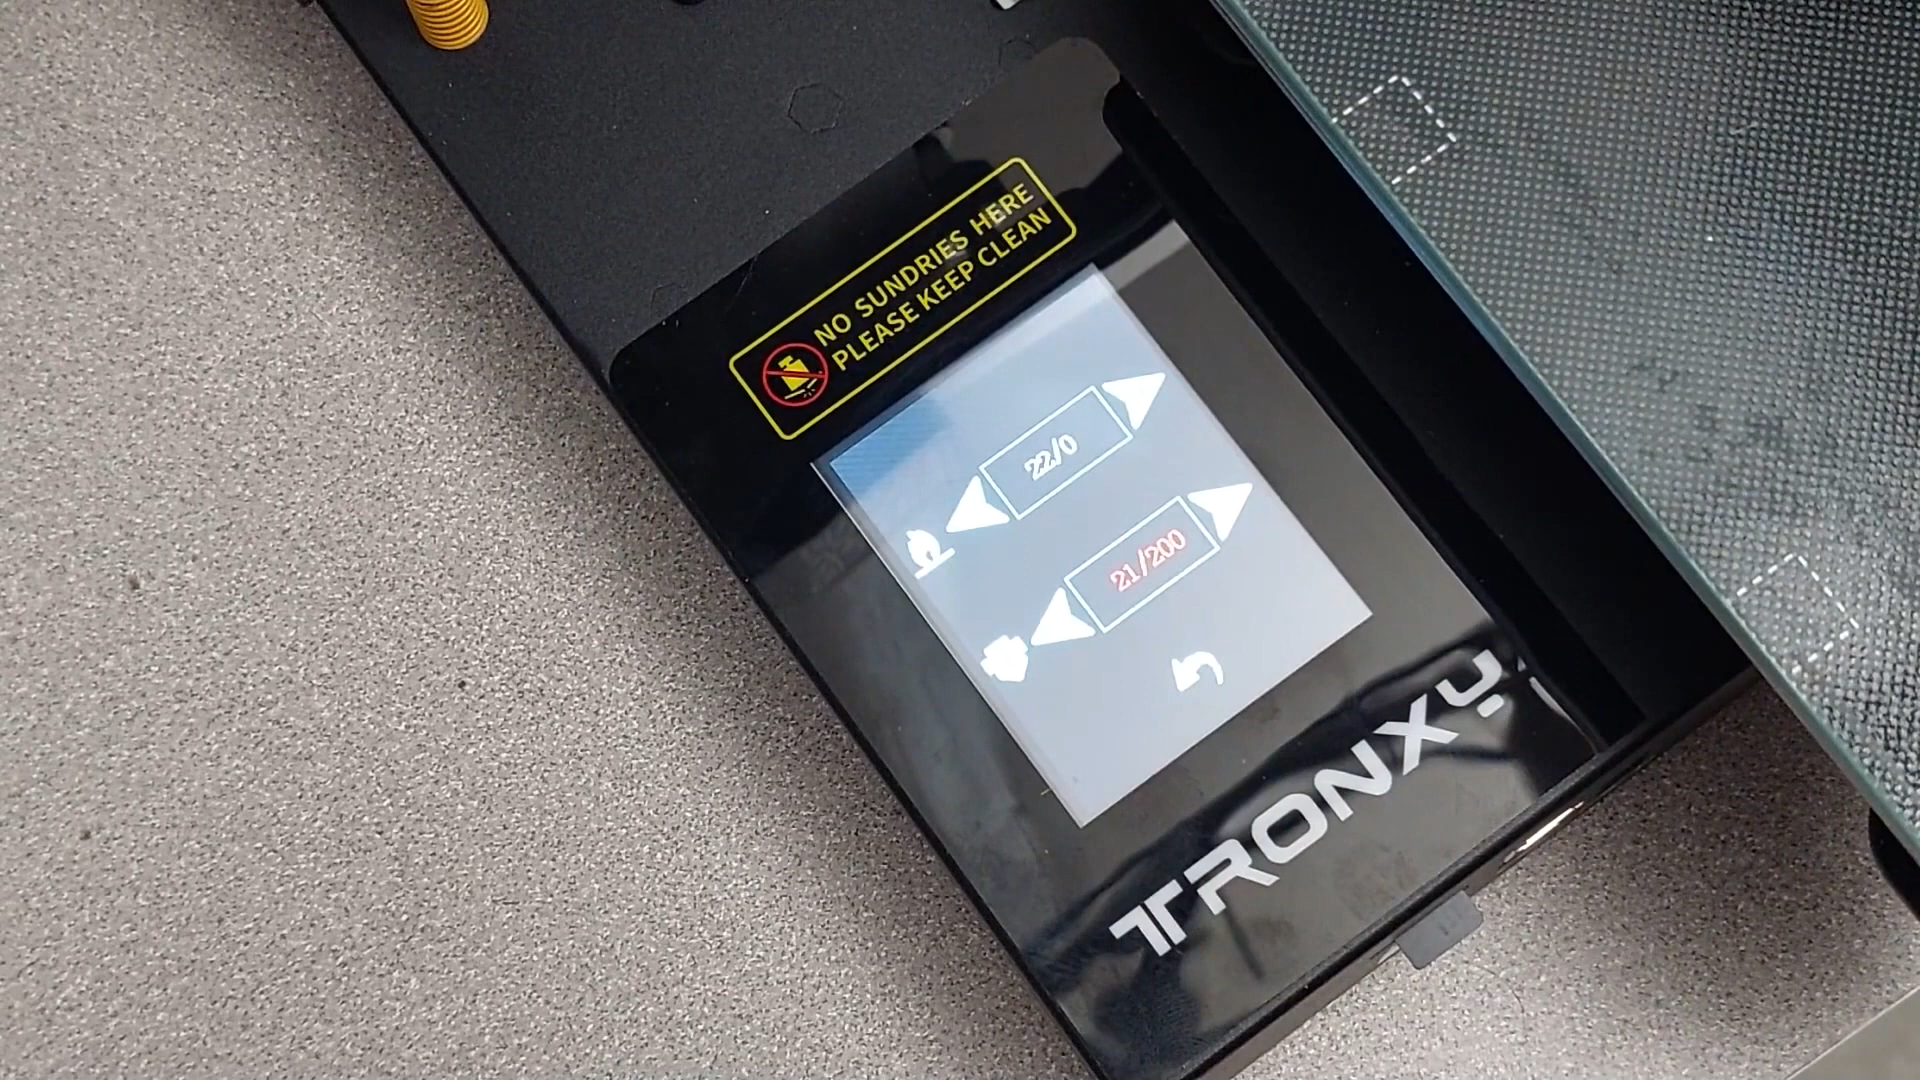 NO SUNDRIES HERE
PLEASE KEEP CLEAN
22/0
21/200
TRONXY